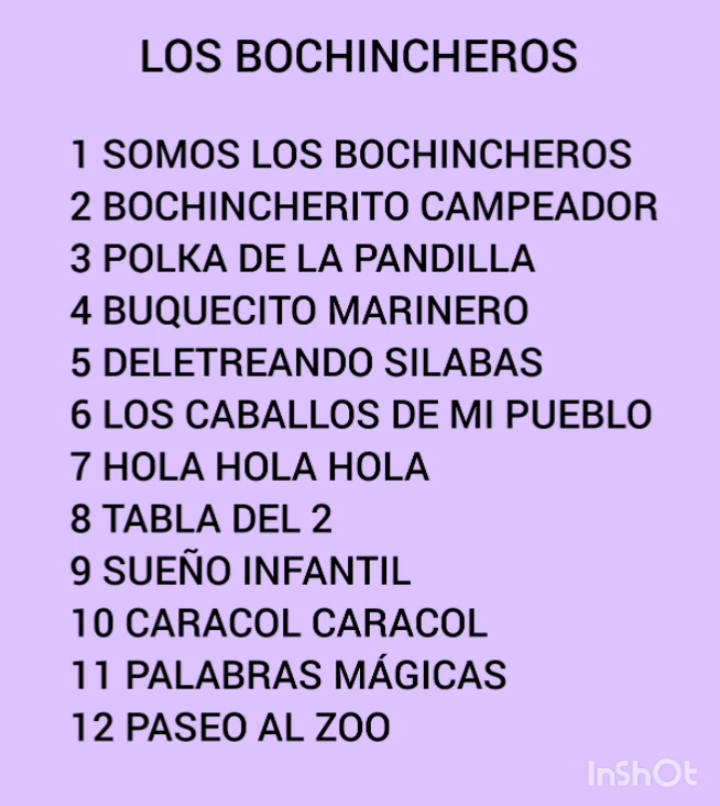 LOS BOCHINCHEROS
1 SOMOS LOS BOCHINCHEROS
2 BOCHINCHERITO CAMPEADOR
3 POLKA DE LA PANDILLA
4 BUQUECITO MARINERO
5 DELETREANDO SILABAS
6 LOS CABALLOS DE MI PUEBLO
7 HOLA HOLA HOLA
8 TABLA DEL 2
9 SUEÑO INFANTIL
10 CARACOL CARACOL
11 PALABRAS MÁGICAS
12 PASEO AL ZOO
InShOt